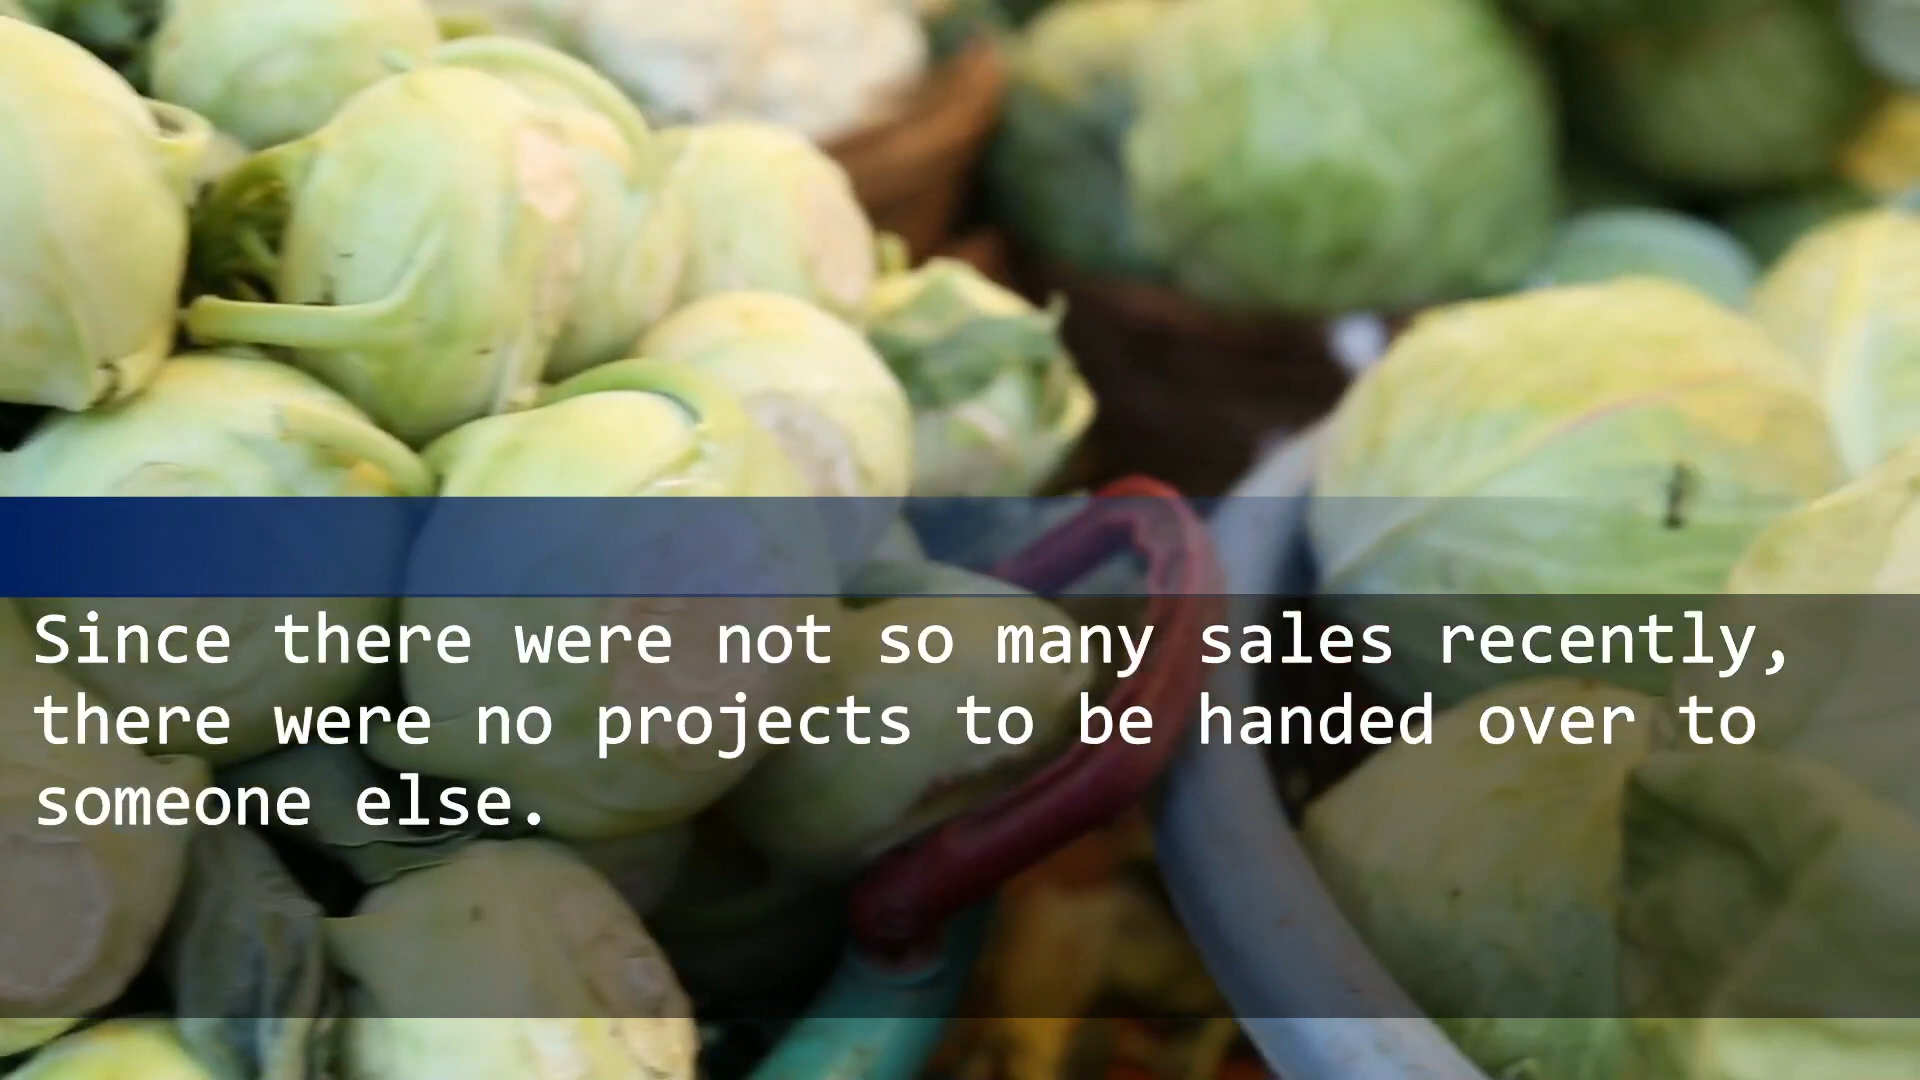 Since there were not so many sales recently,
there were no projects to be handed over to
someone else.